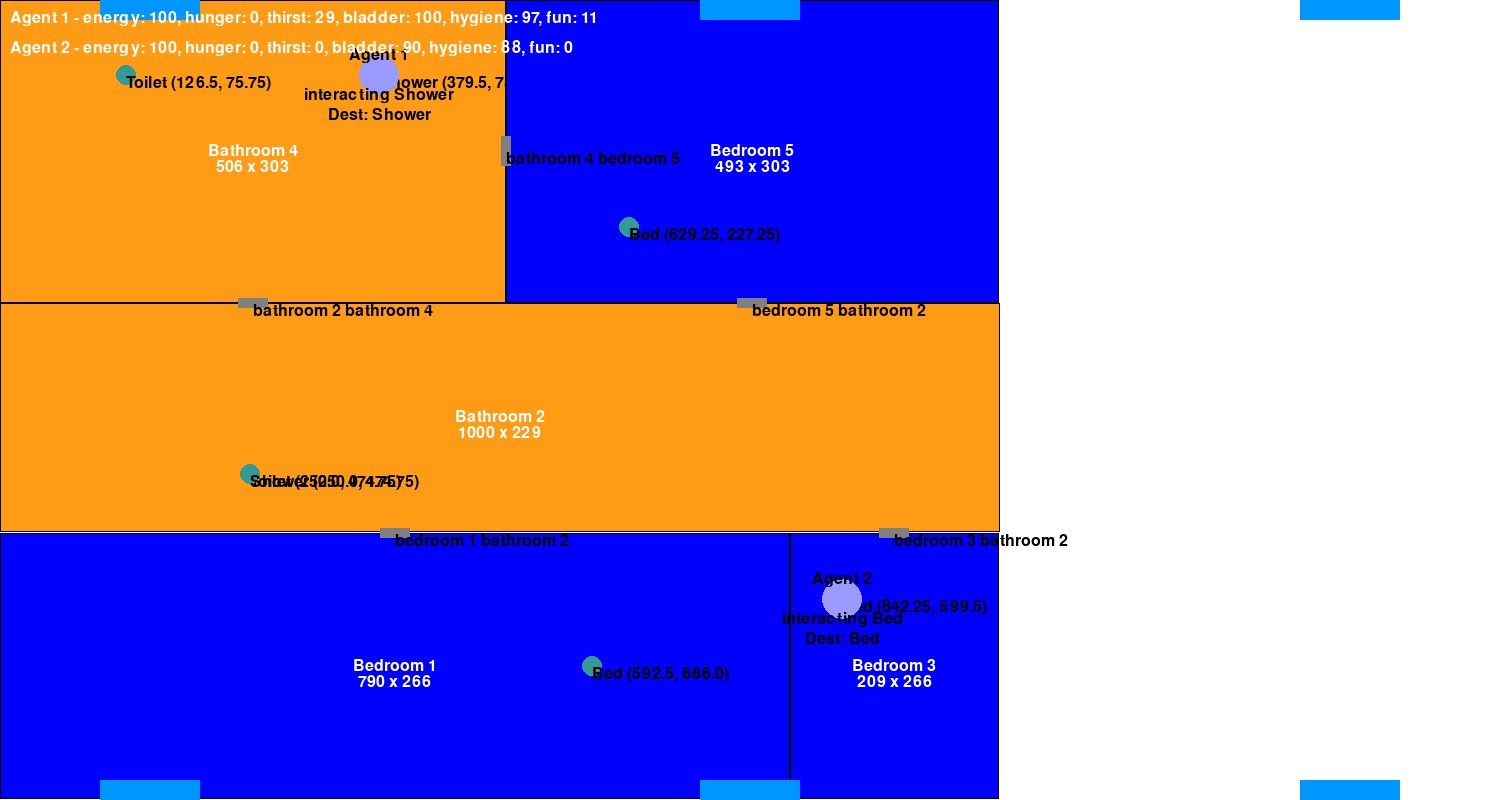 Agent 1 - energy: 100, hunger: 0, thirst: 29, bladder: 100, hygiene: 97, fun: 11
Agent 2 - energy: 100, hunger: 0, thirst: 0, bladder: 90, hygiene: 88, fun: 0
Agent 1
Toilet (126.5, 75.75)
(379.5,
interacting Shower
Dest: Shower
Bathroom 4
506 x 303
bathroom 4 bedroom 5
Bedroom 5
493 x 303
Bed (629.25, 227.25)
bathroom 2 bathroom 4
bedroom 5 bathroom 2
Bathroom 2
1000 x 229
bedroom 1 bathroom 2
bedroom 3 bathroom 2
Agent 2
(842.25, 599.5)
interacting Bed
Dest: Bed
Bedroom 1
790 x 266
Bed (592.5, 666.0)
Bedroom 3
209 x 266